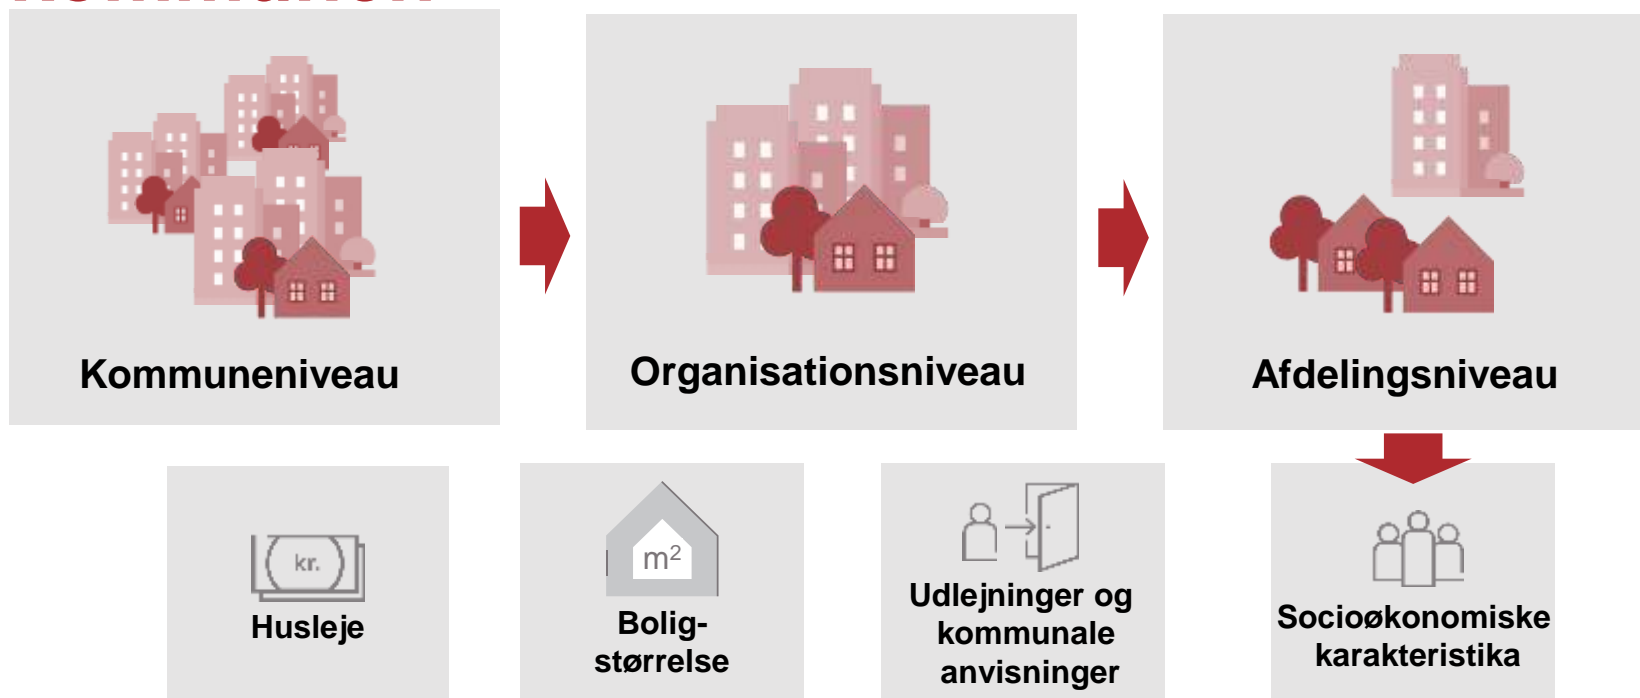 Kommuneniveau
Organisationsniveau
Afdelingsniveau
kr.
Husleje
m²
Bolig-
størrelse
Udlejninger og
kommunale
anvisninger
Socioøkonomiske
karakteristika